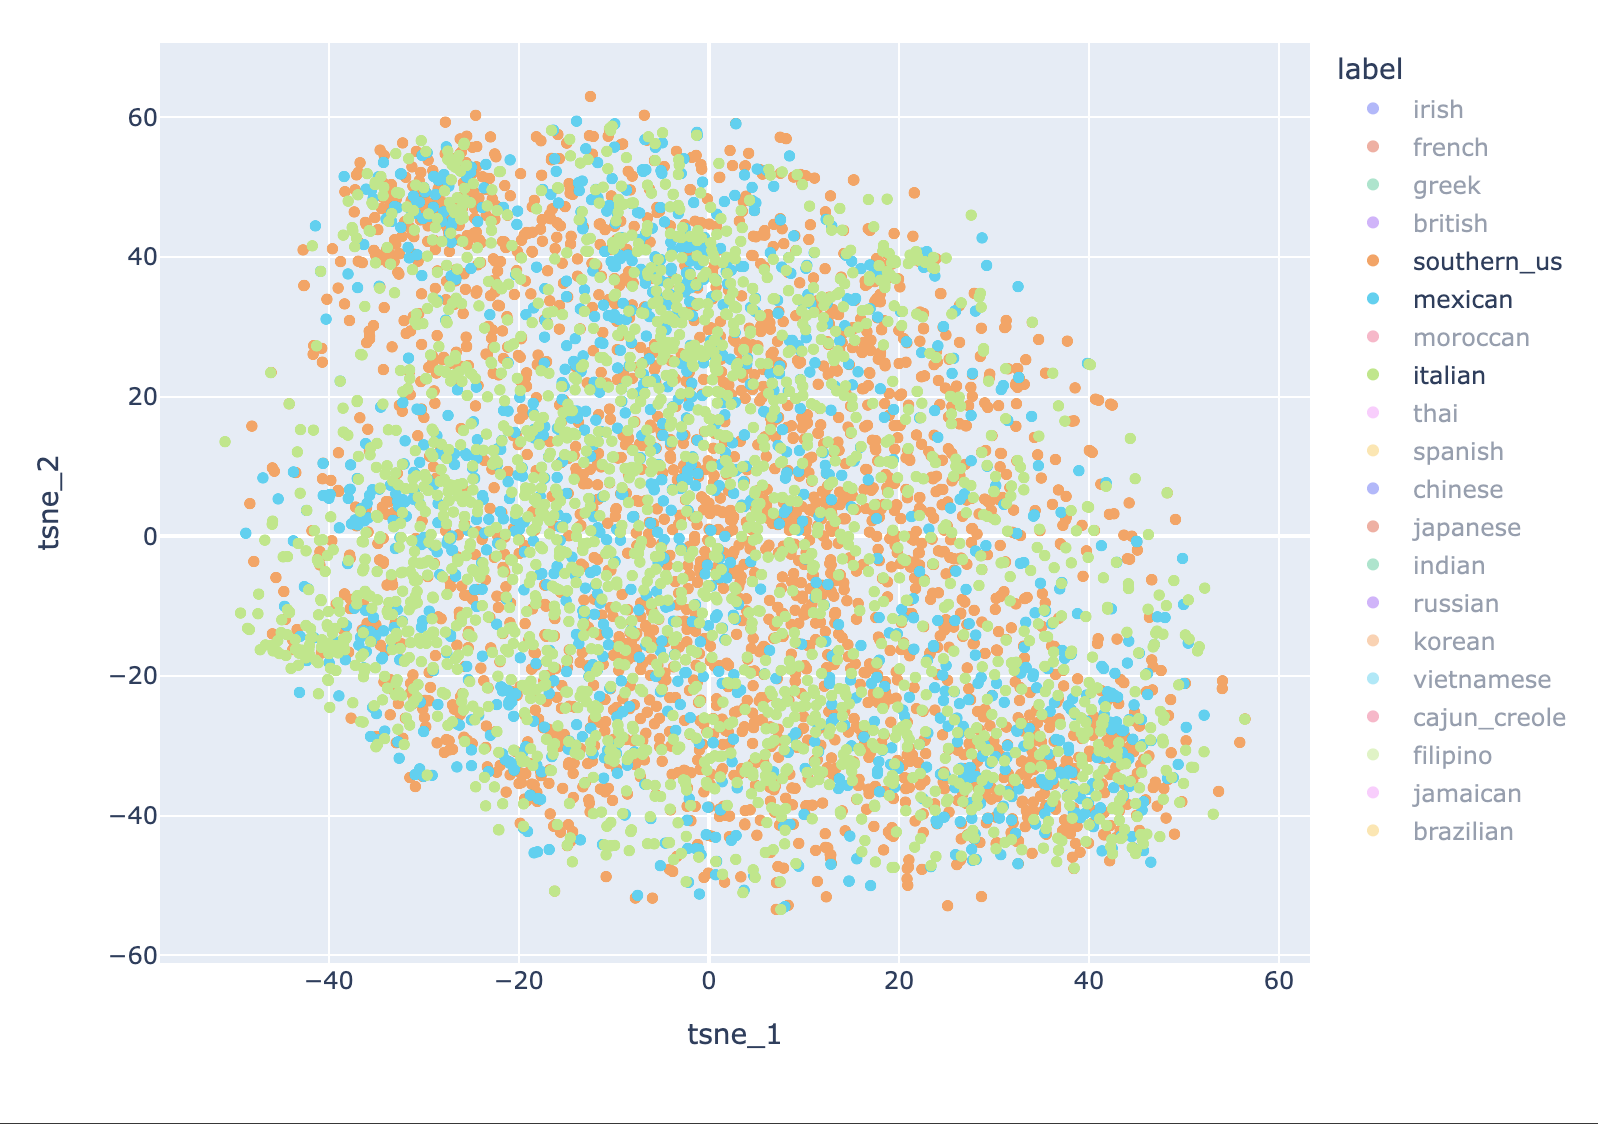 label
irish
french
greek
british
southern_us
mexican
moroccan
italian
thai
spanish
chinese
japanese
indian
russian
korean
vietnamese
cajun_creole
filipino
jamaican
brazilian
60
40
20
0
−20
−40
−60
tsne_2
−40 −20 0 20 40 60
tsne_1